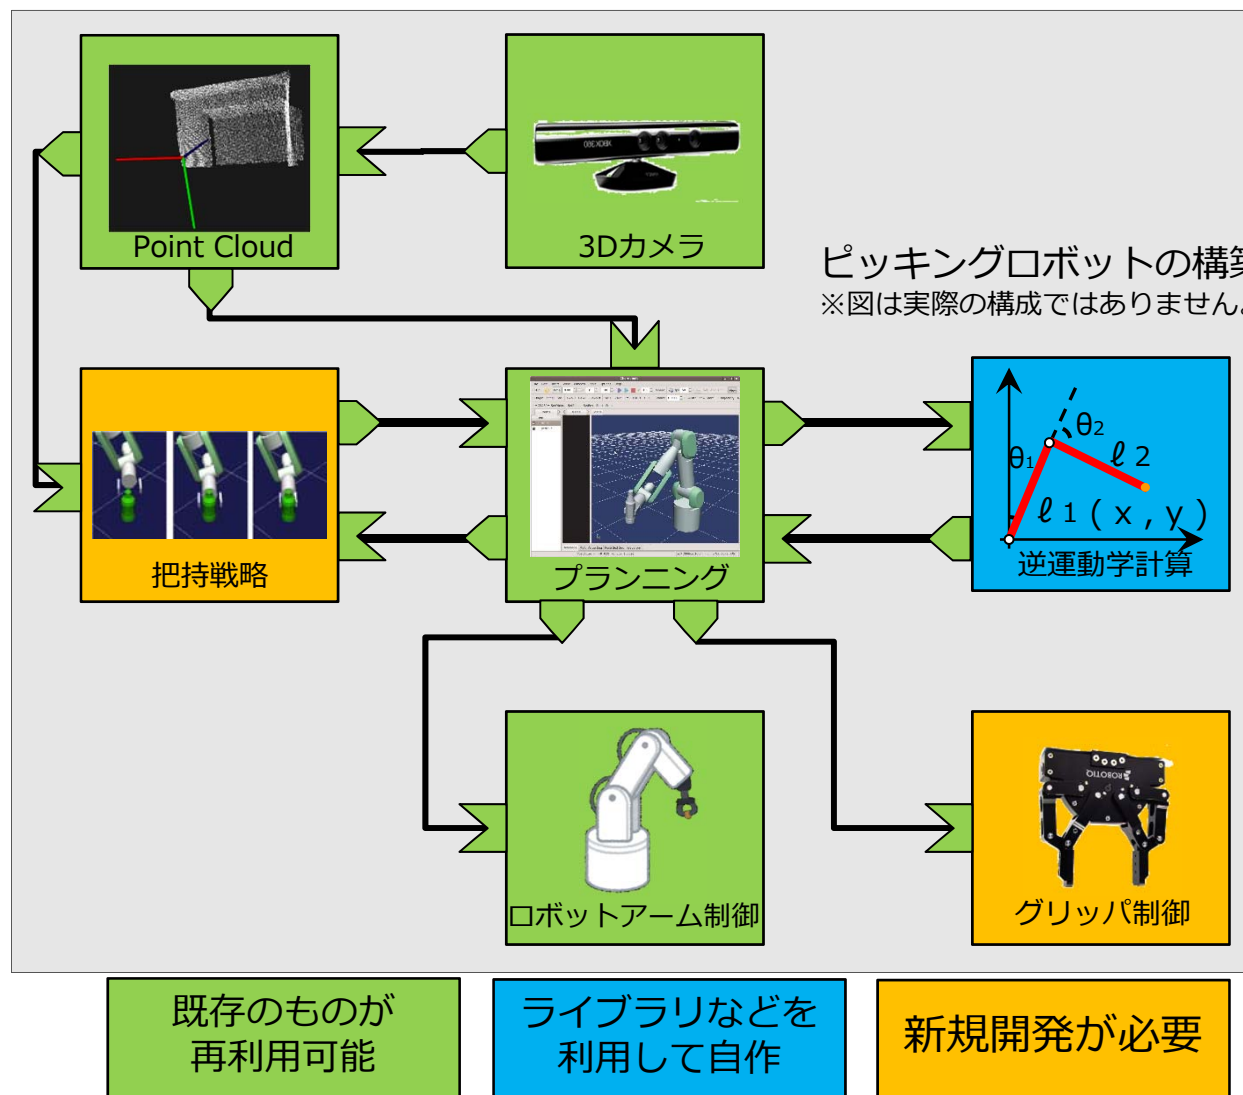 Point Cloud
3Dカメラ
ピッキングロボットの構築
※図は実際の構成ではありません。
把持戦略
プランニング
θ1
θ2
ℓ 2
ℓ 1 ( x , y )
逆運動学計算
ロボットアーム制御
ROBOTIQ
グリッパ制御
既存のものが
再利用可能
ライブラリなどを
利用して自作
新規開発が必要